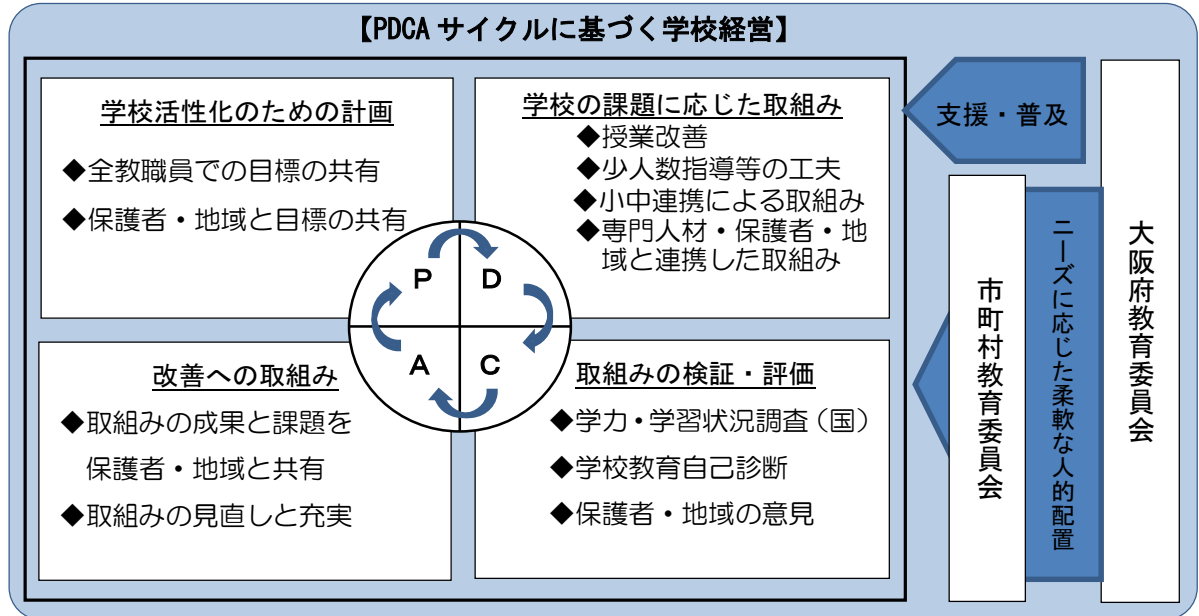 【PDCA サイクルに基づく学校経営】
学校活性化のための計画
◆全教職員での目標の共有
◆保護者・地域と目標の共有
学校の課題に応じた取組み
◆授業改善
◆少人数指導等の工夫
◆小中連携による取組み
◆専門人材・保護者・地
域と連携した取組み
P
D
A
C
改善への取組み
◆取組みの成果と課題を
保護者・地域と共有
◆取組みの見直しと充実
取組みの検証・評価
◆学力・学習状況調査（国）
◆学校教育自己診断
◆保護者・地域の意見
支援・普及
市町村教育委員会
ニーズに応じた柔軟な人的配置
大阪府教育委員会